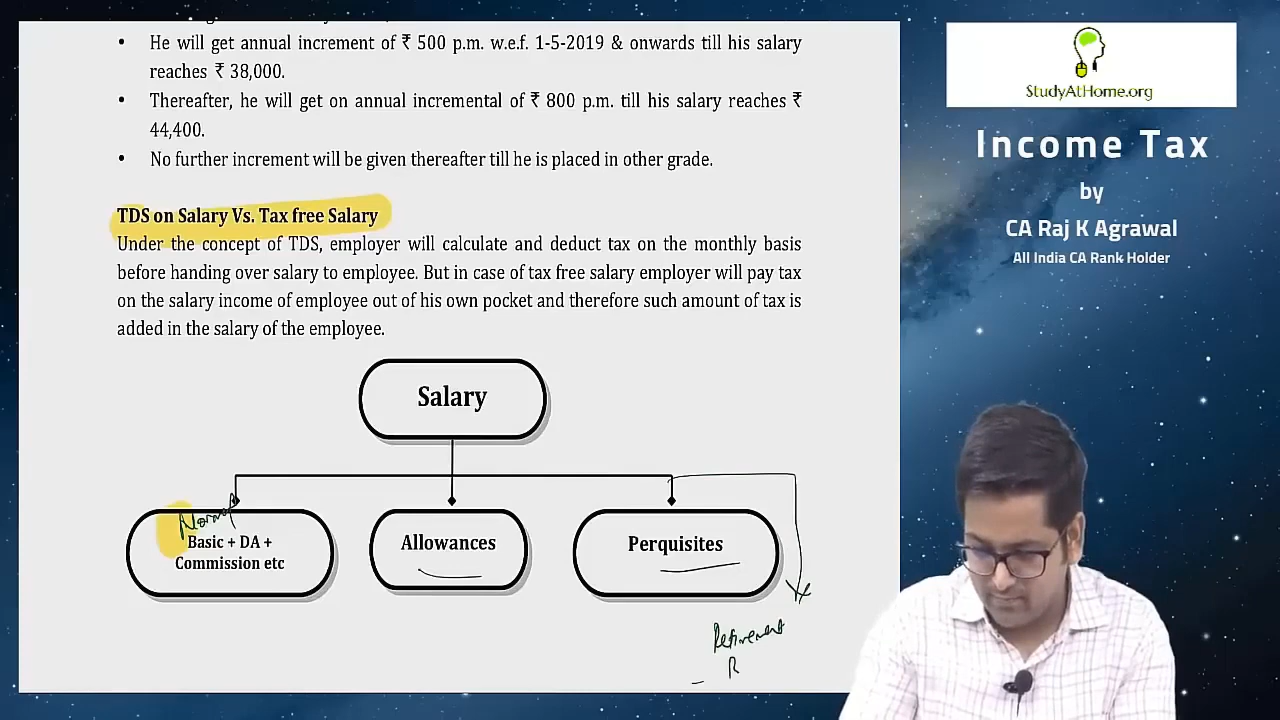 • He will get annual increment of ₹ 500 p.m. w.e.f. 1-5-2019 & onwards till his salary
reaches ₹ 38,000.
• Thereafter, he will get on annual incremental of ₹ 800 p.m. till his salary reaches ₹
44,400.
• No further increment will be given thereafter till he is placed in other grade.
TDS on Salary Vs. Tax free Salary
Under the concept of TDS, employer will calculate and deduct tax on the monthly basis
before handing over salary to employee. But in case of tax free salary employer will pay tax
on the salary income of employee out of his own pocket and therefore such amount of tax is
added in the salary of the employee.
Salary
Normal
Basic + DA +
Commission etc
Allowances
Perquisites
Retirement
StudyAtHome.org
Income Tax
by
CA Raj K Agrawal
All India CA Rank Holder